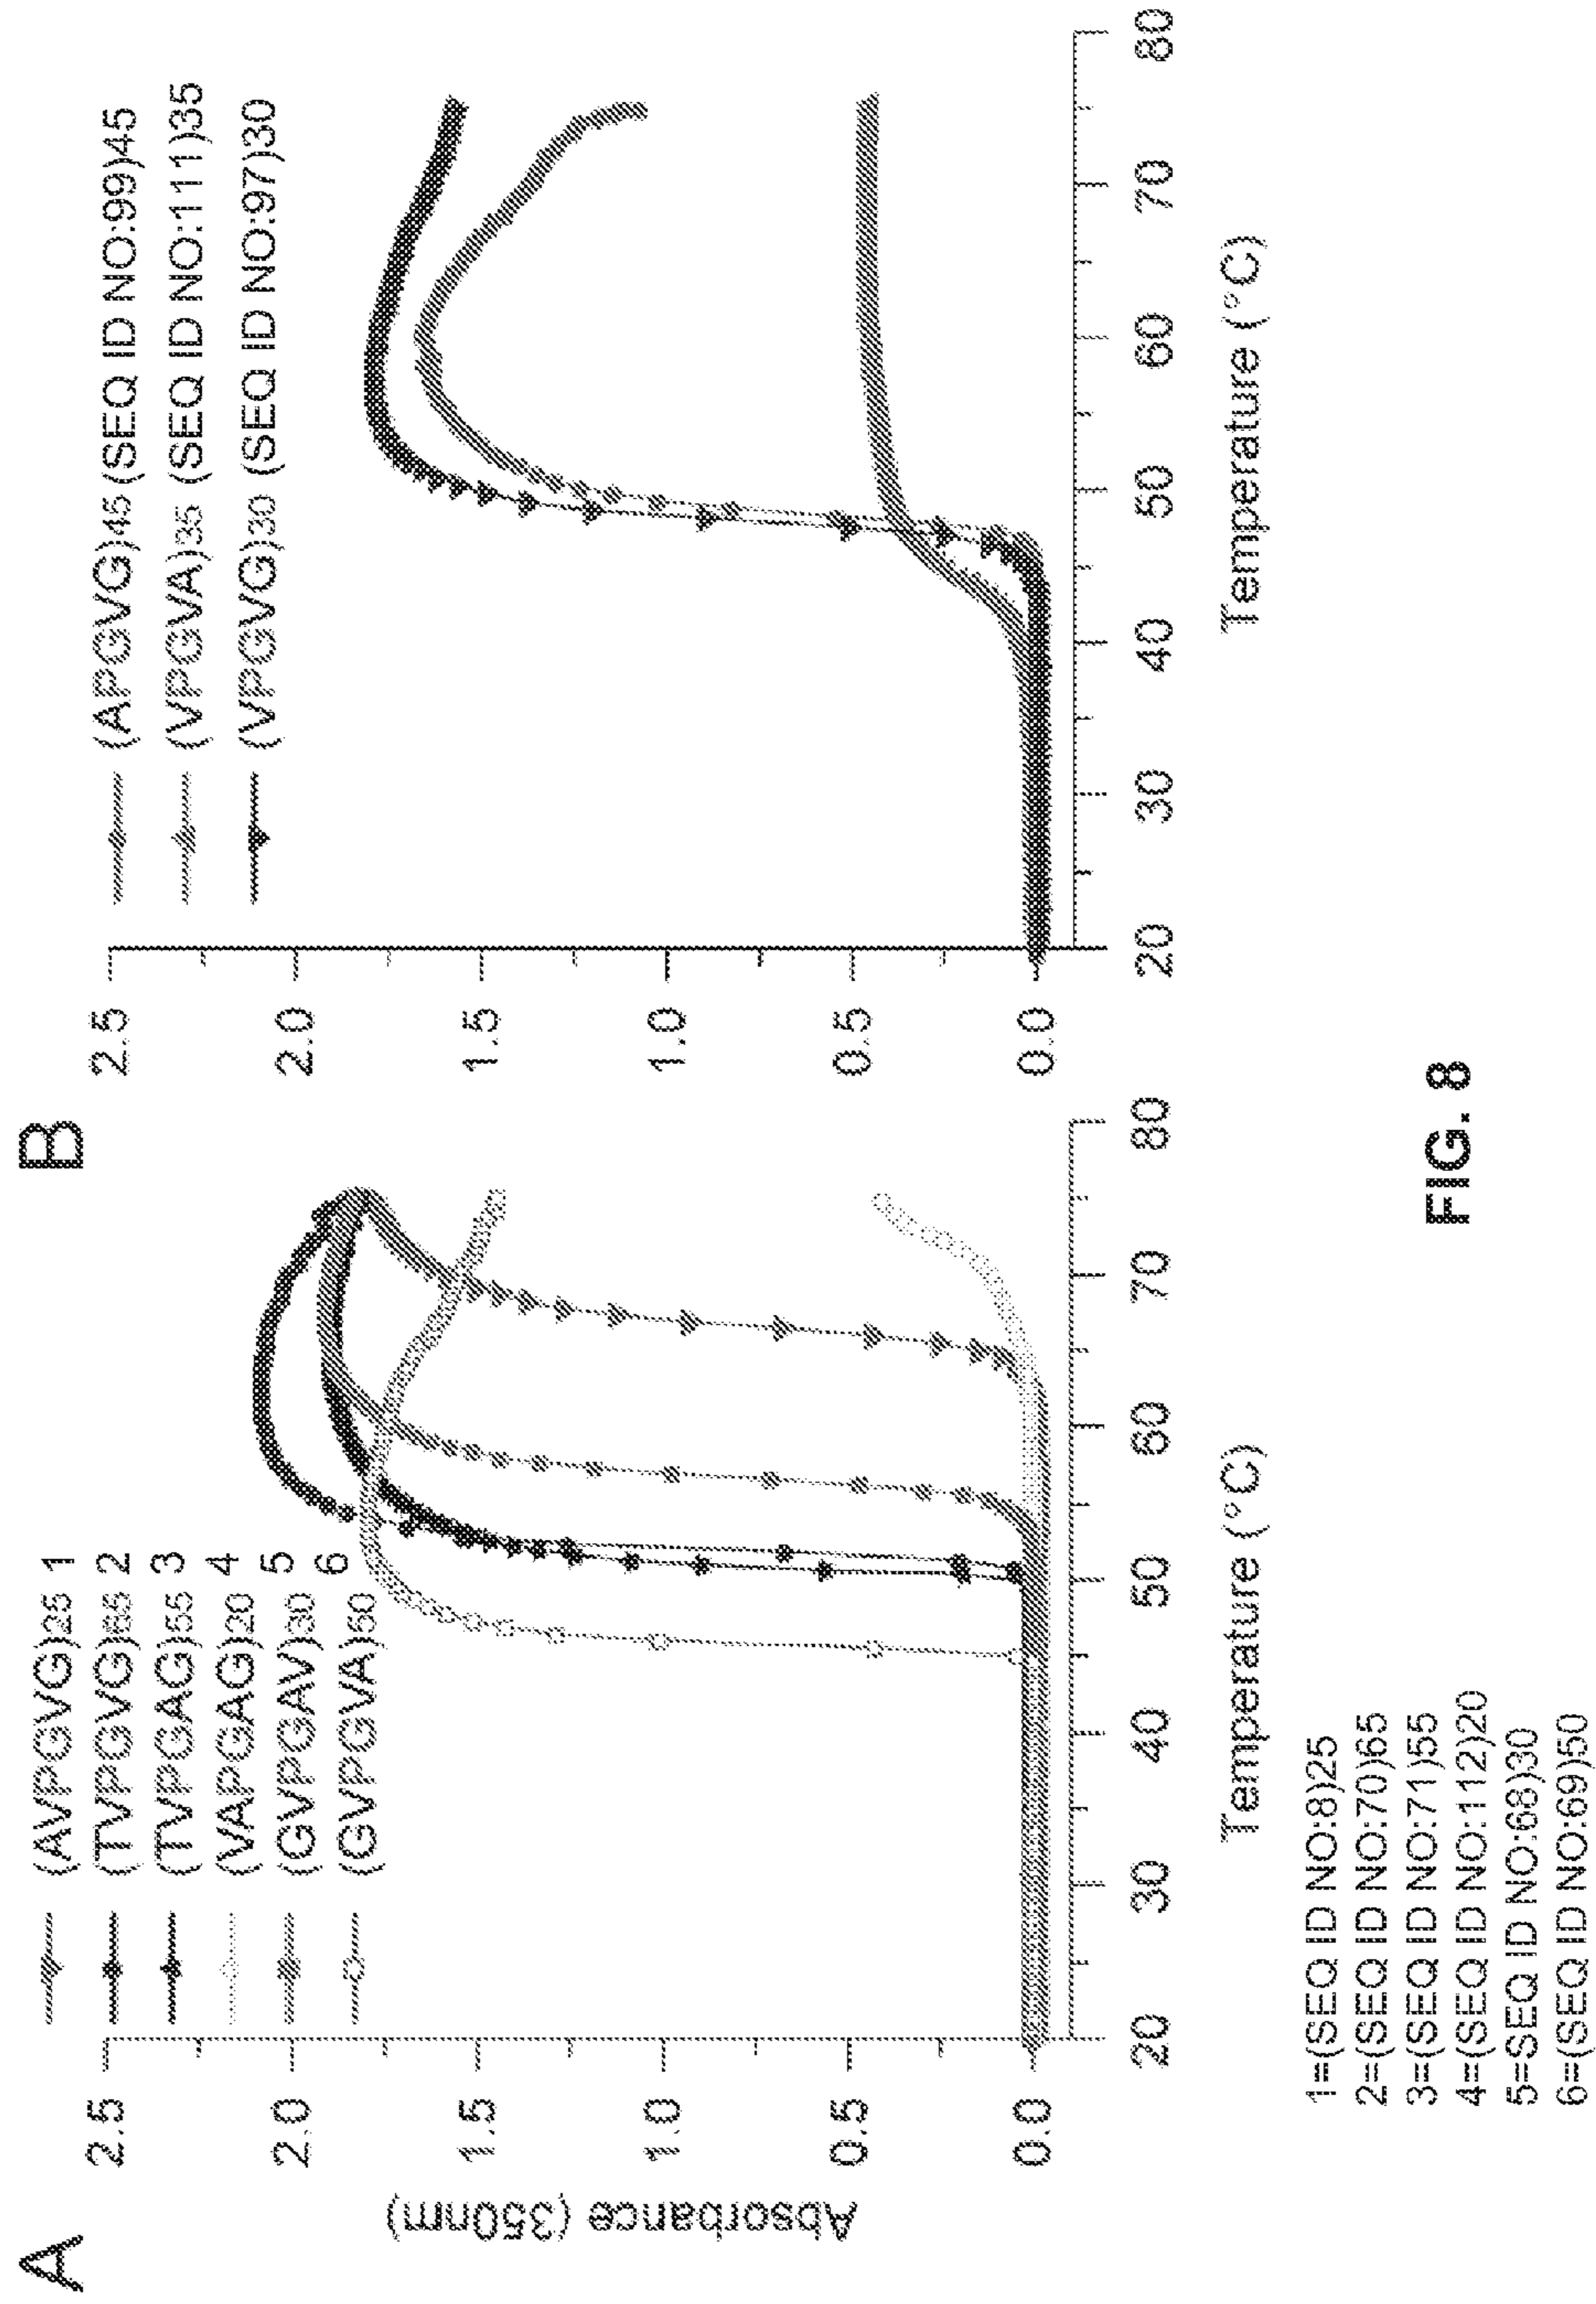 A
(AVPGVG)25 1
(TVPGVG)65 2
(TVPGAG)55 3
(VAPGAG)20 4
(GVPGAV)30 5
(GVPGVA)50 6
Absorbance (350nm)
2.5
2.0
1.5
1.0
0.5
0.0
20 30 40 50 60 70 80
Temperature (°C)
B
(APGVG)45 (SEQ ID NO:99)45
(VPGVA)35 (SEQ ID NO:111)35
(VPGVG)30 (SEQ ID NO:97)30
2.5
2.0
1.5
1.0
0.5
0.0
20 30 40 50 60 70 80
Temperature (°C)
1=(SEQ ID NO:8)25
2=(SEQ ID NO:70)65
3=(SEQ ID NO:71)55
4=(SEQ ID NO:112)20
5=SEQ ID NO:68)30
6=(SEQ ID NO:69)50
FIG. 8